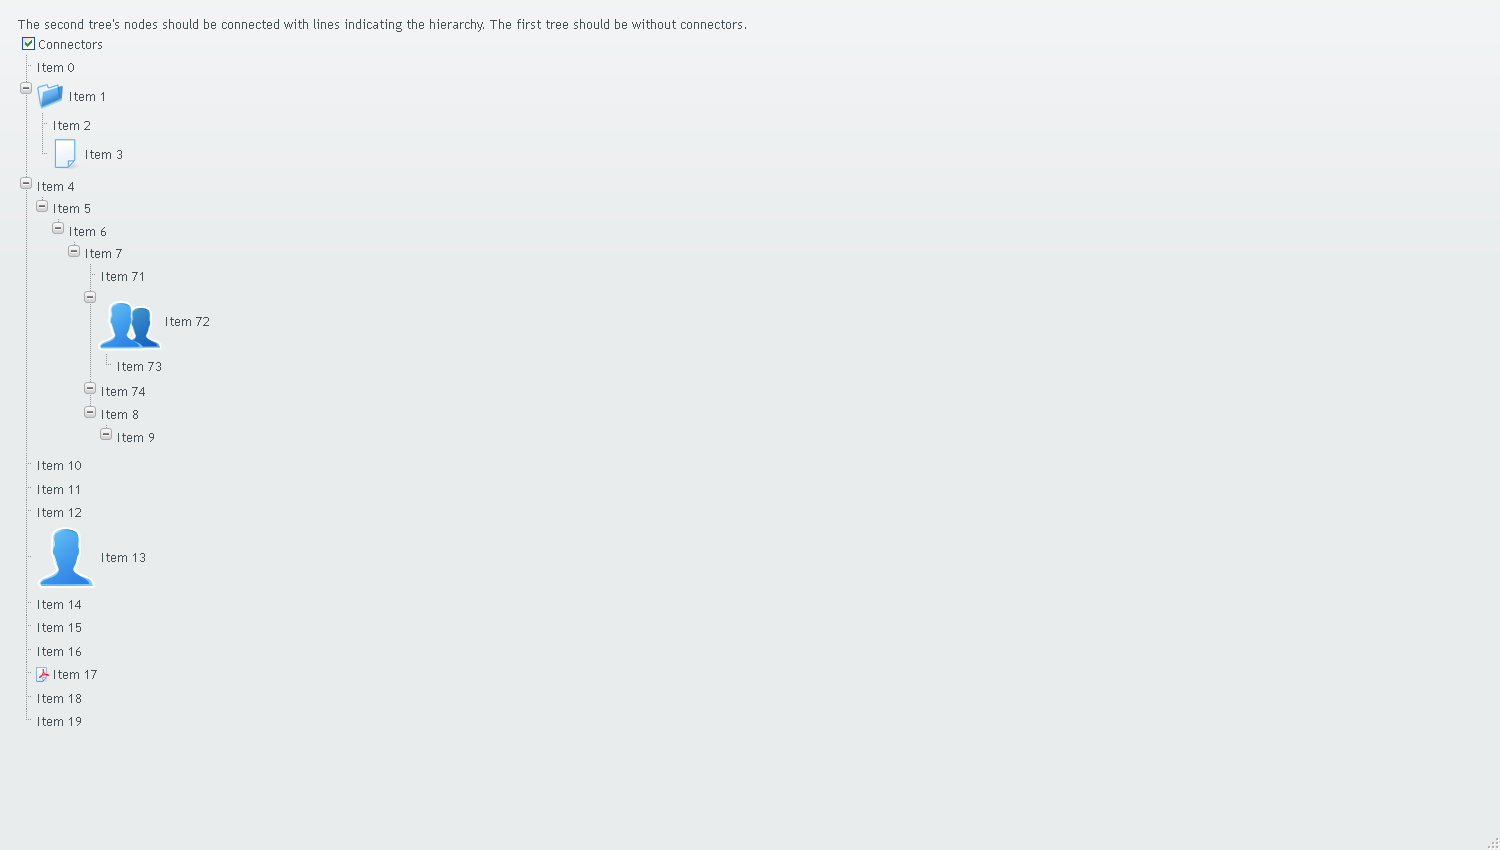 The second tree's nodes should be connected with lines indicating the hierarchy. The first tree should be without connectors.
Connectors
Item 0
Item 1
Item 2
Item 3
Item 4
Item 5
Item 6
Item 7
Item 71
Item 72
Item 73
Item 74
Item 8
Item 9
Item 10
Item 11
Item 12
Item 13
Item 14
Item 15
Item 16
Item 17
Item 18
Item 19